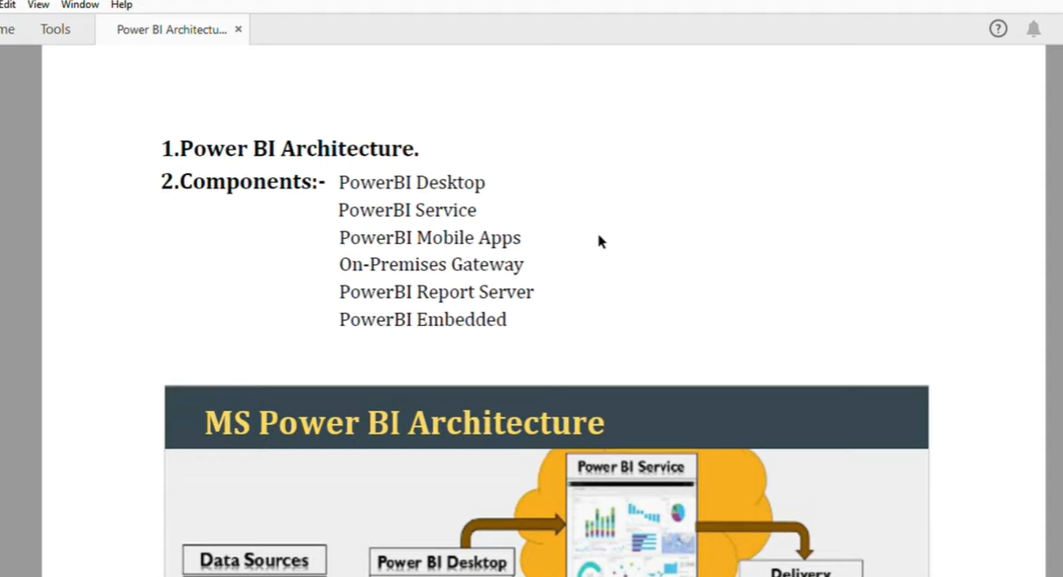 Edit View Window Help
me Tools Power BI Architectu... × ?
1.Power BI Architecture.
2.Components:- PowerBI Desktop
PowerBI Service
PowerBI Mobile Apps
On-Premises Gateway
PowerBI Report Server
PowerBI Embedded
MS Power BI Architecture
Power BI Service
Data Sources
Power BI Desktop
Delivery